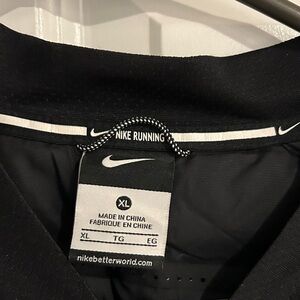 NIKE RUNNING
XL
MADE IN CHINA
FABRIQUE EN CHINE
XL TG EG
nikebetterworld.com